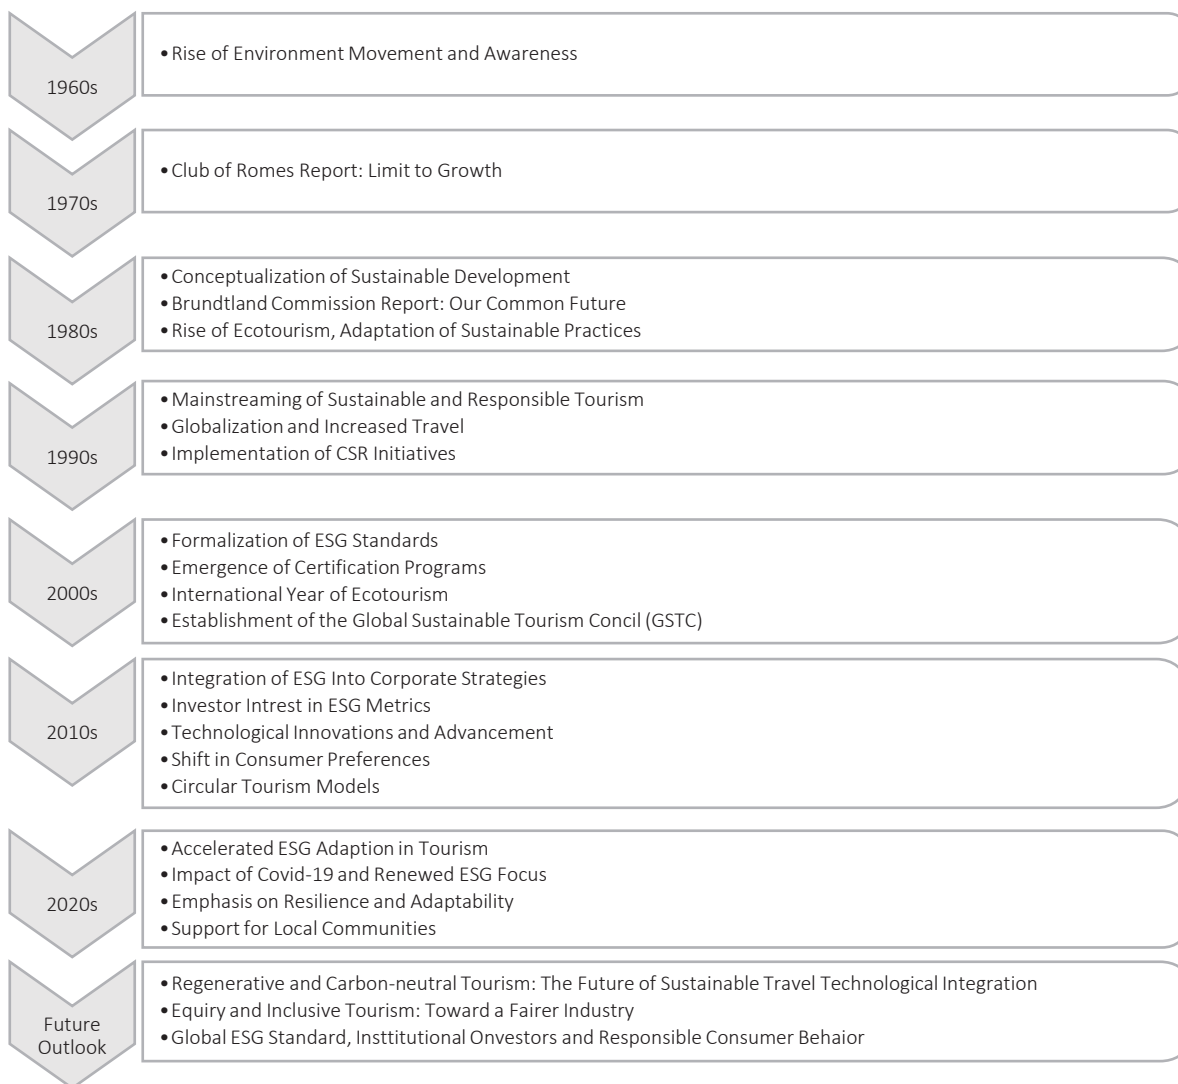 1960s
•Rise of Environment Movement and Awareness
1970s
•Club of Romes Report: Limit to Growth
1980s
•Conceptualization of Sustainable Development
•Brundtland Commission Report: Our Common Future
•Rise of Ecotourism, Adaptation of Sustainable Practices
1990s
•Mainstreaming of Sustainable and Responsible Tourism
•Globalization and Increased Travel
•Implementation of CSR Initiatives
2000s
•Formalization of ESG Standards
•Emergence of Certification Programs
•International Year of Ecotourism
•Establishment of the Global Sustainable Tourism Concil (GSTC)
2010s
•Integration of ESG Into Corporate Strategies
•Investor Intrest in ESG Metrics
•Technological Innovations and Advancement
•Shift in Consumer Preferences
•Circular Tourism Models
2020s
•Accelerated ESG Adaption in Tourism
•Impact of Covid-19 and Renewed ESG Focus
•Emphasis on Resilience and Adaptability
•Support for Local Communities
Future
Outlook
•Regenerative and Carbon-neutral Tourism: The Future of Sustainable Travel Technological Integration
•Equiry and Inclusive Tourism: Toward a Fairer Industry
•Global ESG Standard, Insttitutional Onvestors and Responsible Consumer Behaior